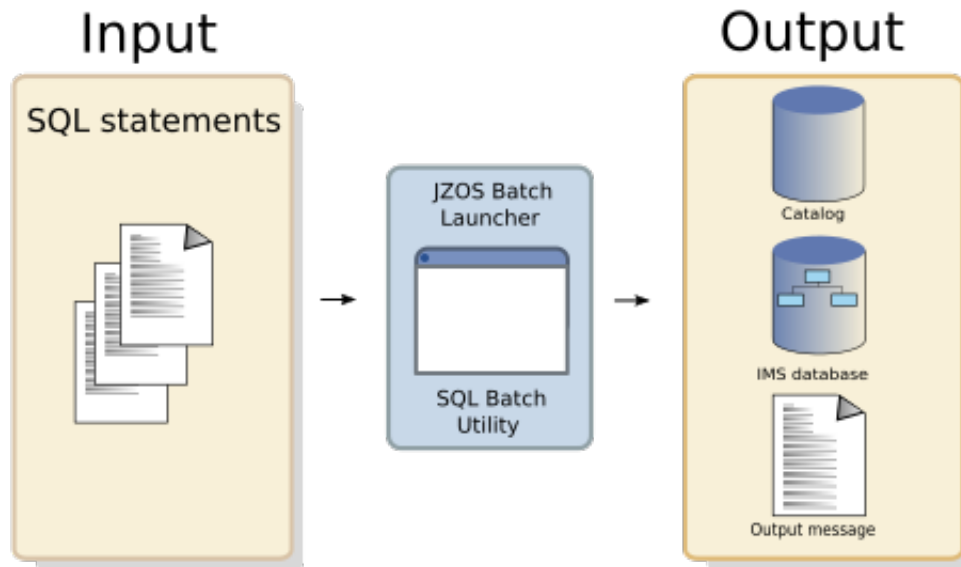 Input
SQL statements
JZOS Batch
Launcher
SQL Batch
Utility
Output
Catalog
IMS database
Output message